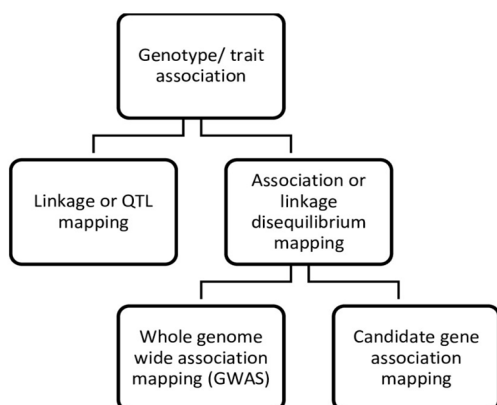 Genotype/ trait
association
Linkage or QTL
mapping
Association or
linkage
disequilibrium
mapping
Whole genome
wide association
mapping (GWAS)
Candidate gene
association
mapping